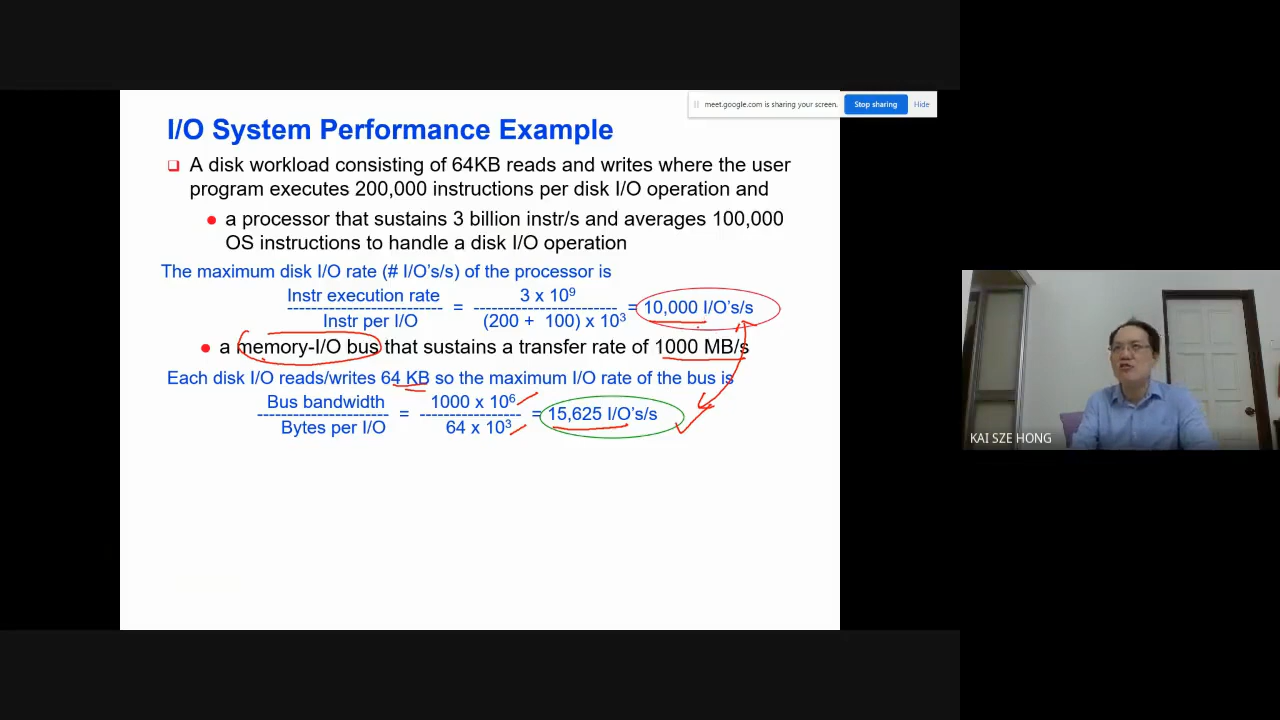 meet.google.com is sharing your screen.
Stop sharing
Hide
I/O System Performance Example
A disk workload consisting of 64KB reads and writes where the user
program executes 200,000 instructions per disk I/O operation and
a processor that sustains 3 billion instr/s and averages 100,000
OS instructions to handle a disk I/O operation
The maximum disk I/O rate (# I/O's/s) of the processor is
Instr execution rate
3 x 10⁹
----------------------- = --------------------- = 10,000 I/O's/s
Instr per I/O
(200 + 100) x 10³
a memory-I/O bus that sustains a transfer rate of 1000 MB/s
Each disk I/O reads/writes 64 KB so the maximum I/O rate of the bus is
Bus bandwidth
1000 x 10⁶
-------------------- = ---------------- = 15,625 I/O's/s
Bytes per I/O
64 x 10³
KAI SZE HONG